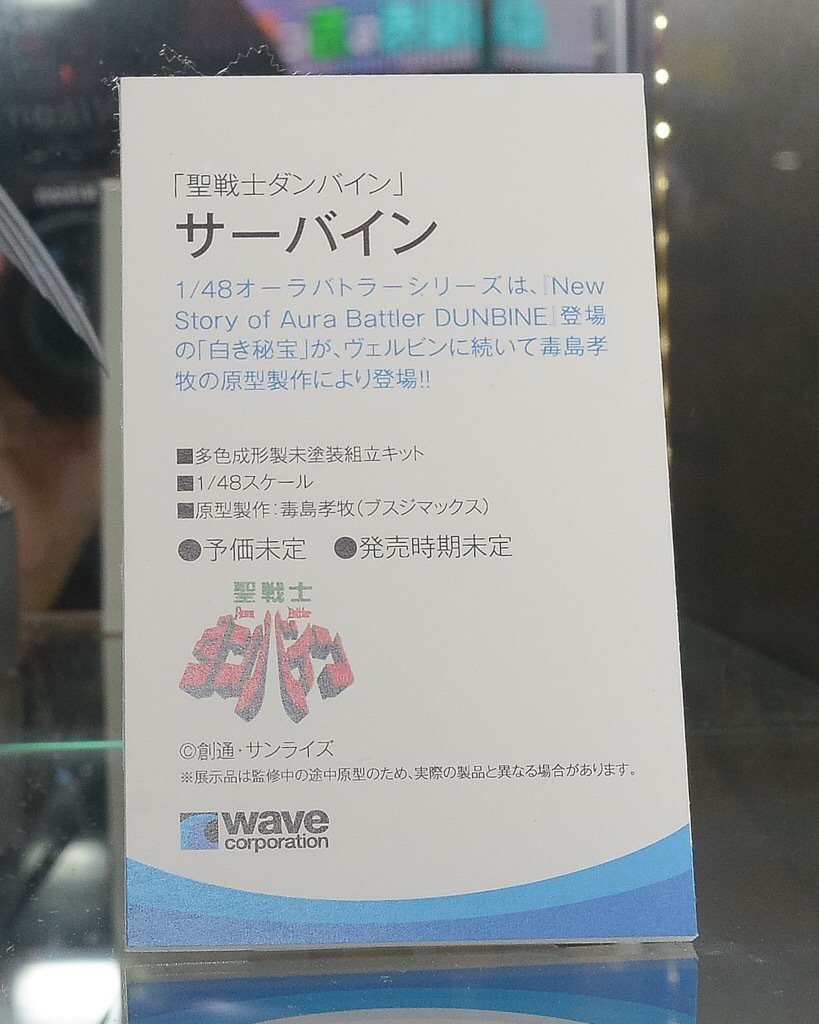 「聖戦士ダンバイン」
サーバイン
1/48オーラバトラーシリーズは、『New
Story of Aura Battler DUNBINE』登場
の「白き秘宝」が、ヴェルビンに続いて毒島孝
牧の原型製作により登場!!
■多色成形製未塗装組立キット
■1/48スケール
■原型製作:毒島孝牧(ブスジマックス)
●予価未定 ●発売時期未定
聖戦士
ダンバイン
©創通・サンライズ
※展示品は監修中の途中原型のため、実際の製品と異なる場合があります。
wave
corporation